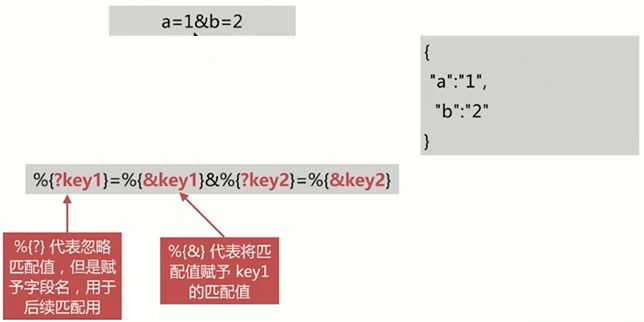 a=1&b=2
{
"a":"1",
"b":"2"
}
%{?key1}=%{&key1}&%{?key2}=%{&key2}
%{?} 代表忽略
匹配值，但是赋
予字段名，用于
后续匹配用
%{&} 代表将匹
配值赋予 key1
的匹配值